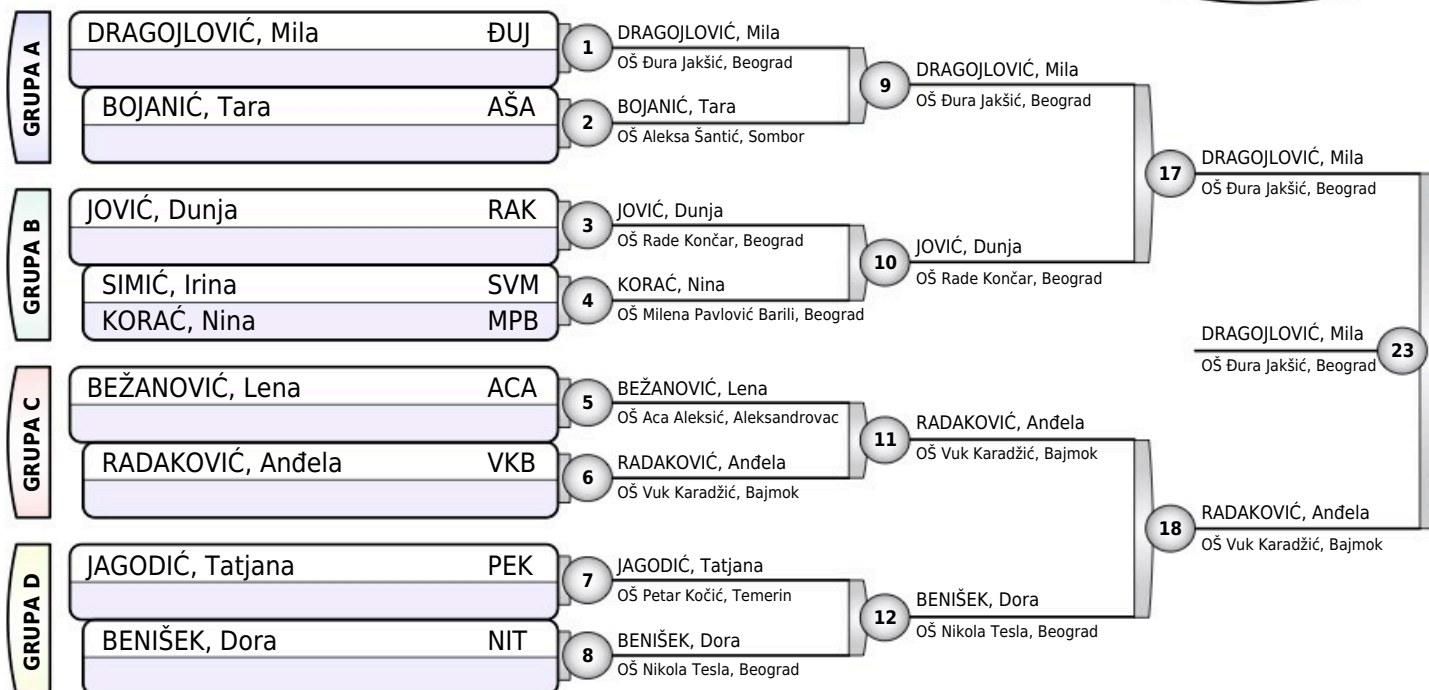 GRUPA A
DRAGOJLOVIĆ, Mila ĐUJ
BOJANIĆ, Tara AŠA
1
DRAGOJLOVIĆ, Mila
OŠ Đura Jakšić, Beograd
2
BOJANIĆ, Tara
OŠ Aleksa Šantić, Sombor
9
DRAGOJLOVIĆ, Mila
OŠ Đura Jakšić, Beograd
GRUPA B
JOVIĆ, Dunja RAK
SIMIĆ, Irina SVM
KORAĆ, Nina MPB
3
JOVIĆ, Dunja
OŠ Rade Končar, Beograd
4
KORAĆ, Nina
OŠ Milena Pavlović Barili, Beograd
10
JOVIĆ, Dunja
OŠ Rade Končar, Beograd
17
DRAGOJLOVIĆ, Mila
OŠ Đura Jakšić, Beograd
GRUPA C
BEŽANOVIĆ, Lena ACA
RADAKOVIĆ, Anđela VKB
5
BEŽANOVIĆ, Lena
OŠ Aca Aleksić, Aleksandrovac
6
RADAKOVIĆ, Anđela
OŠ Vuk Karadžić, Bajmok
11
RADAKOVIĆ, Anđela
OŠ Vuk Karadžić, Bajmok
GRUPA D
JAGODIĆ, Tatjana PEK
BENIŠEK, Dora NIT
7
JAGODIĆ, Tatjana
OŠ Petar Kočić, Temerin
8
BENIŠEK, Dora
OŠ Nikola Tesla, Beograd
12
BENIŠEK, Dora
OŠ Nikola Tesla, Beograd
18
RADAKOVIĆ, Anđela
OŠ Vuk Karadžić, Bajmok
DRAGOJLOVIĆ, Mila
OŠ Đura Jakšić, Beograd
23